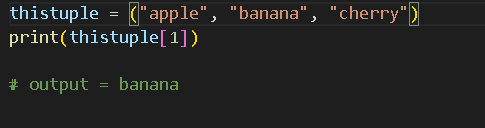 thistuple = ("apple", "banana", "cherry")
print(thistuple[1])
# output = banana